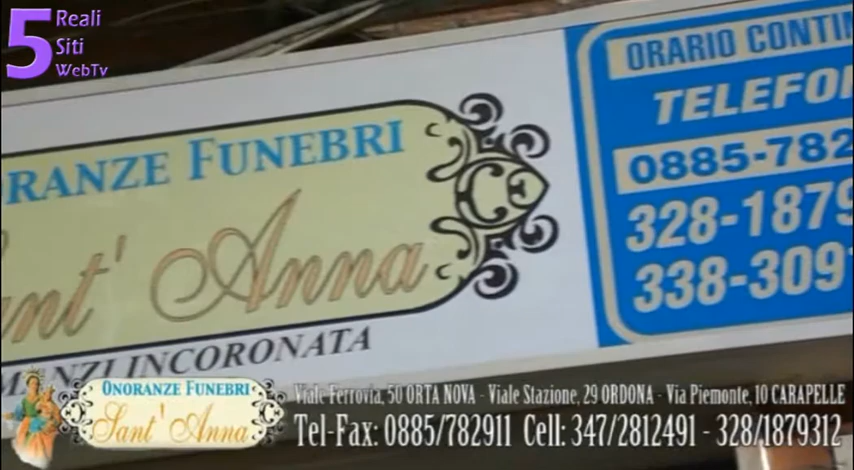 5 Reali
Siti
WebTv
ORARIO CONTIN
TELEFO
0885-782
328-1879
338-309
ORANZE FUNEBRI
Sant' Anna
MANZI INCORONATA
ONORANZE FUNEBRI
Sant' Anna
Viale Ferrovia, 50 ORTA NOVA - Viale Stazione, 29 ORDONA - Via Piemonte, 10 CARAPELLE
Tel-Fax: 0885/782911 Cell: 347/2812491 - 328/1879312